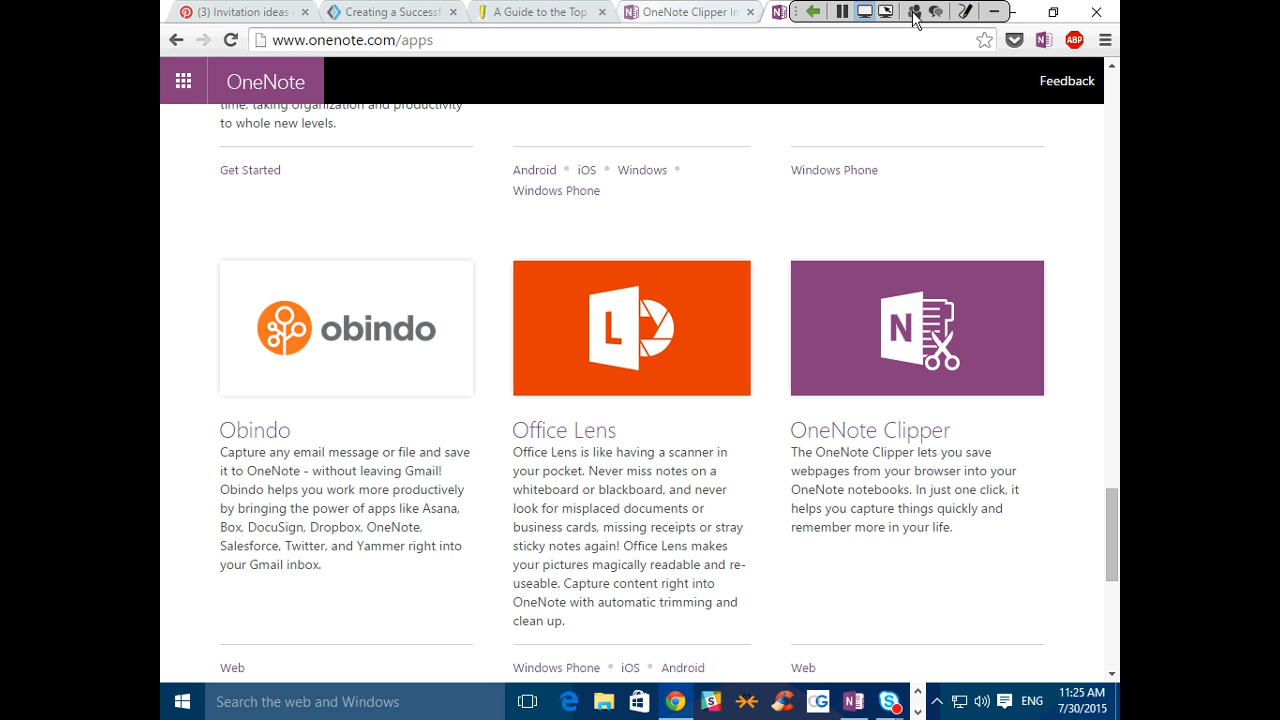 (3) Invitation ideas
Creating a Successf
A Guide to the Top
OneNote Clipper In
www.onenote.com/apps
ABP
OneNote
Feedback
time, taking organization and productivity
to whole new levels.
Get Started
Android • iOS • Windows •
Windows Phone
Windows Phone
obindo
L
N
Obindo
Capture any email message or file and save
it to OneNote - without leaving Gmail!
Obindo helps you work more productively
by bringing the power of apps like Asana,
Box, DocuSign, Dropbox, OneNote,
Salesforce, Twitter, and Yammer right into
your Gmail inbox.
Web
Office Lens
Office Lens is like having a scanner in
your pocket. Never miss notes on a
whiteboard or blackboard, and never
look for misplaced documents or
business cards, missing receipts or stray
sticky notes again! Office Lens makes
your pictures magically readable and re-
useable. Capture content right into
OneNote with automatic trimming and
clean up.
Windows Phone • iOS • Android
OneNote Clipper
The OneNote Clipper lets you save
webpages from your browser into your
OneNote notebooks. In just one click, it
helps you capture things quickly and
remember more in your life.
Web
Search the web and Windows
ENG
11:25 AM
7/30/2015